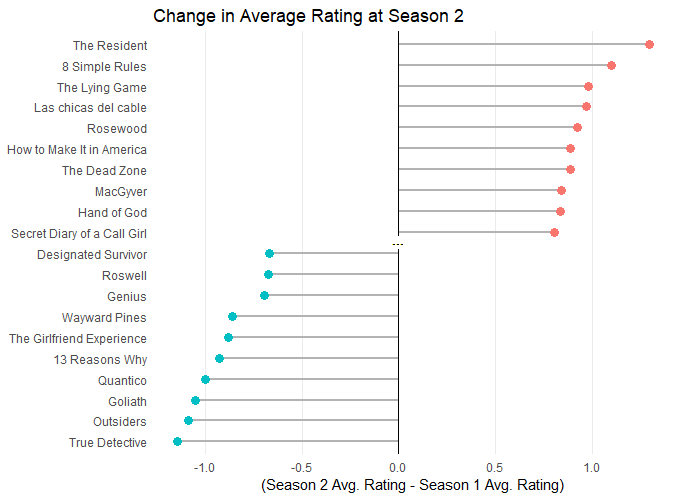 Change in Average Rating at Season 2
The Resident
8 Simple Rules
The Lying Game
Las chicas del cable
Rosewood
How to Make It in America
The Dead Zone
MacGyver
Hand of God
Secret Diary of a Call Girl
---
Designated Survivor
Roswell
Genius
Wayward Pines
The Girlfriend Experience
13 Reasons Why
Quantico
Goliath
Outsiders
True Detective
-1.0 -0.5 0.0 0.5 1.0
(Season 2 Avg. Rating - Season 1 Avg. Rating)